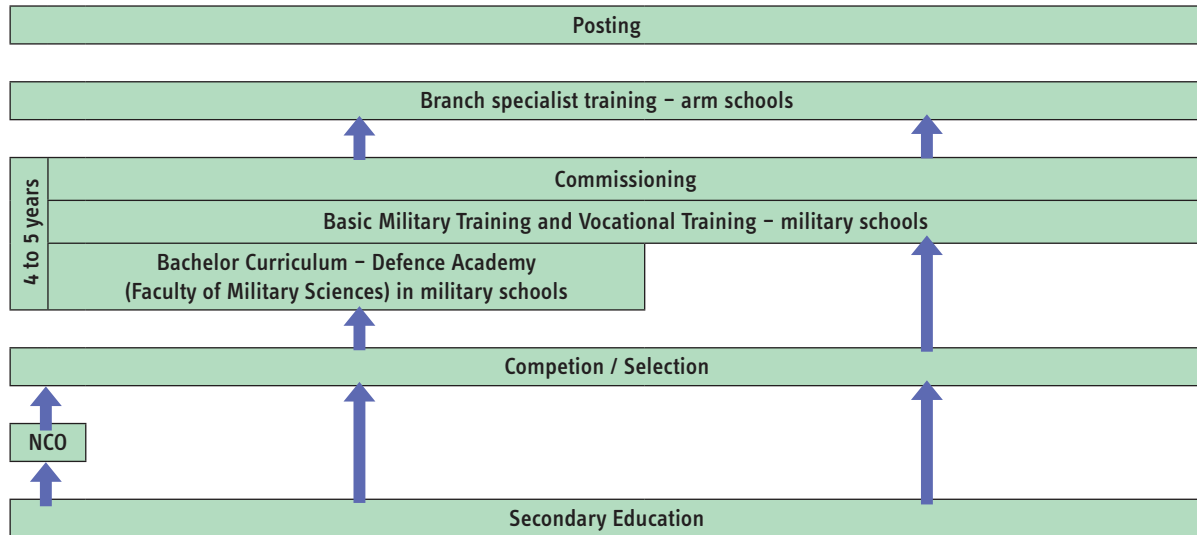 Posting
Branch specialist training – arm schools
4 to 5 years
Commissioning
Basic Military Training and Vocational Training – military schools
Bachelor Curriculum – Defence Academy
(Faculty of Military Sciences) in military schools
Competion / Selection
NCO
Secondary Education